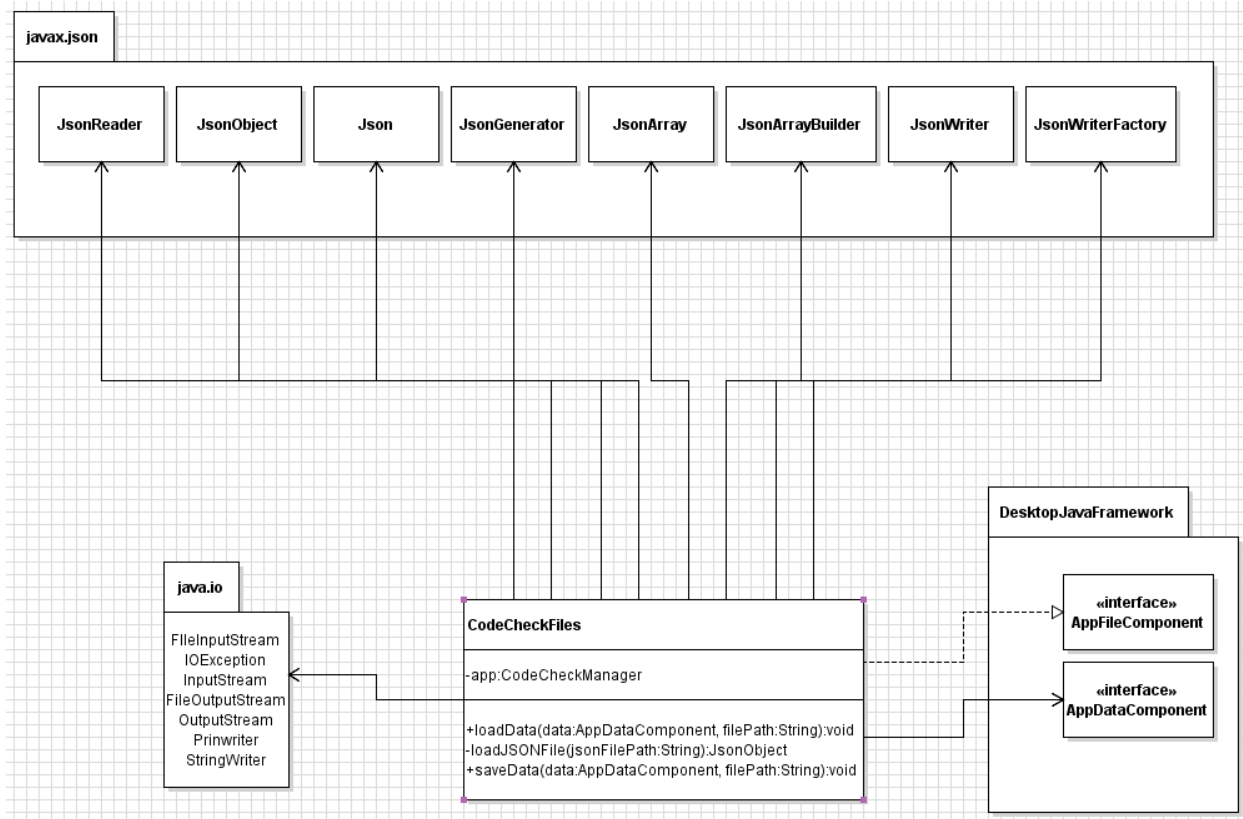 javax.json
JsonReader
JsonObject
Json
JsonGenerator
JsonArray
JsonArrayBuilder
JsonWriter
JsonWriterFactory
DesktopJavaFramework
«interface»
AppFileComponent
«interface»
AppDataComponent
java.io
FIleInputStream
IOException
InputStream
FileOutputStream
OutputStream
Prinwriter
StringWriter
CodeCheckFiles
-app:CodeCheckManager
+loadData(data:AppDataComponent, filePath:String):void
-loadJSONFile(jsonFilePath:String):JsonObject
+saveData(data:AppDataComponent, filePath:String):void